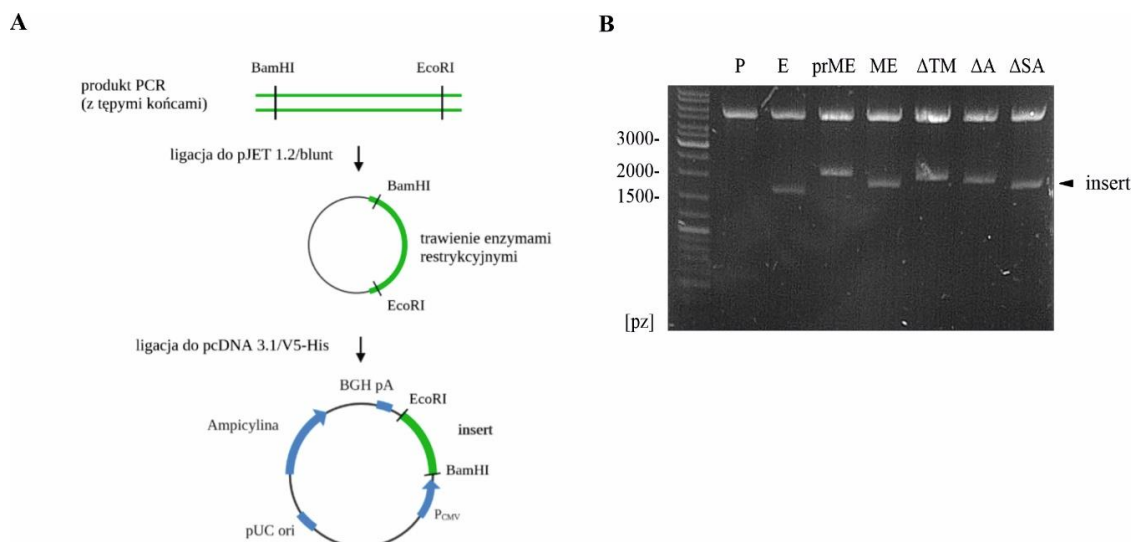 A
BamHI EcoRI
produkt PCR
(z tępymi końcami)
ligacja do pJET 1.2/blunt
BamHI
trawienie enzymami
restrykcyjnymi
EcoRI
ligacja do pcDNA 3.1/V5-His
BGH pA
EcoRI
Ampicylina
insert
BamHI
PCMV
pUC ori
B
P E prME ME ΔTM ΔA ΔSA
3000-
2000-
1500-
insert
[pz]